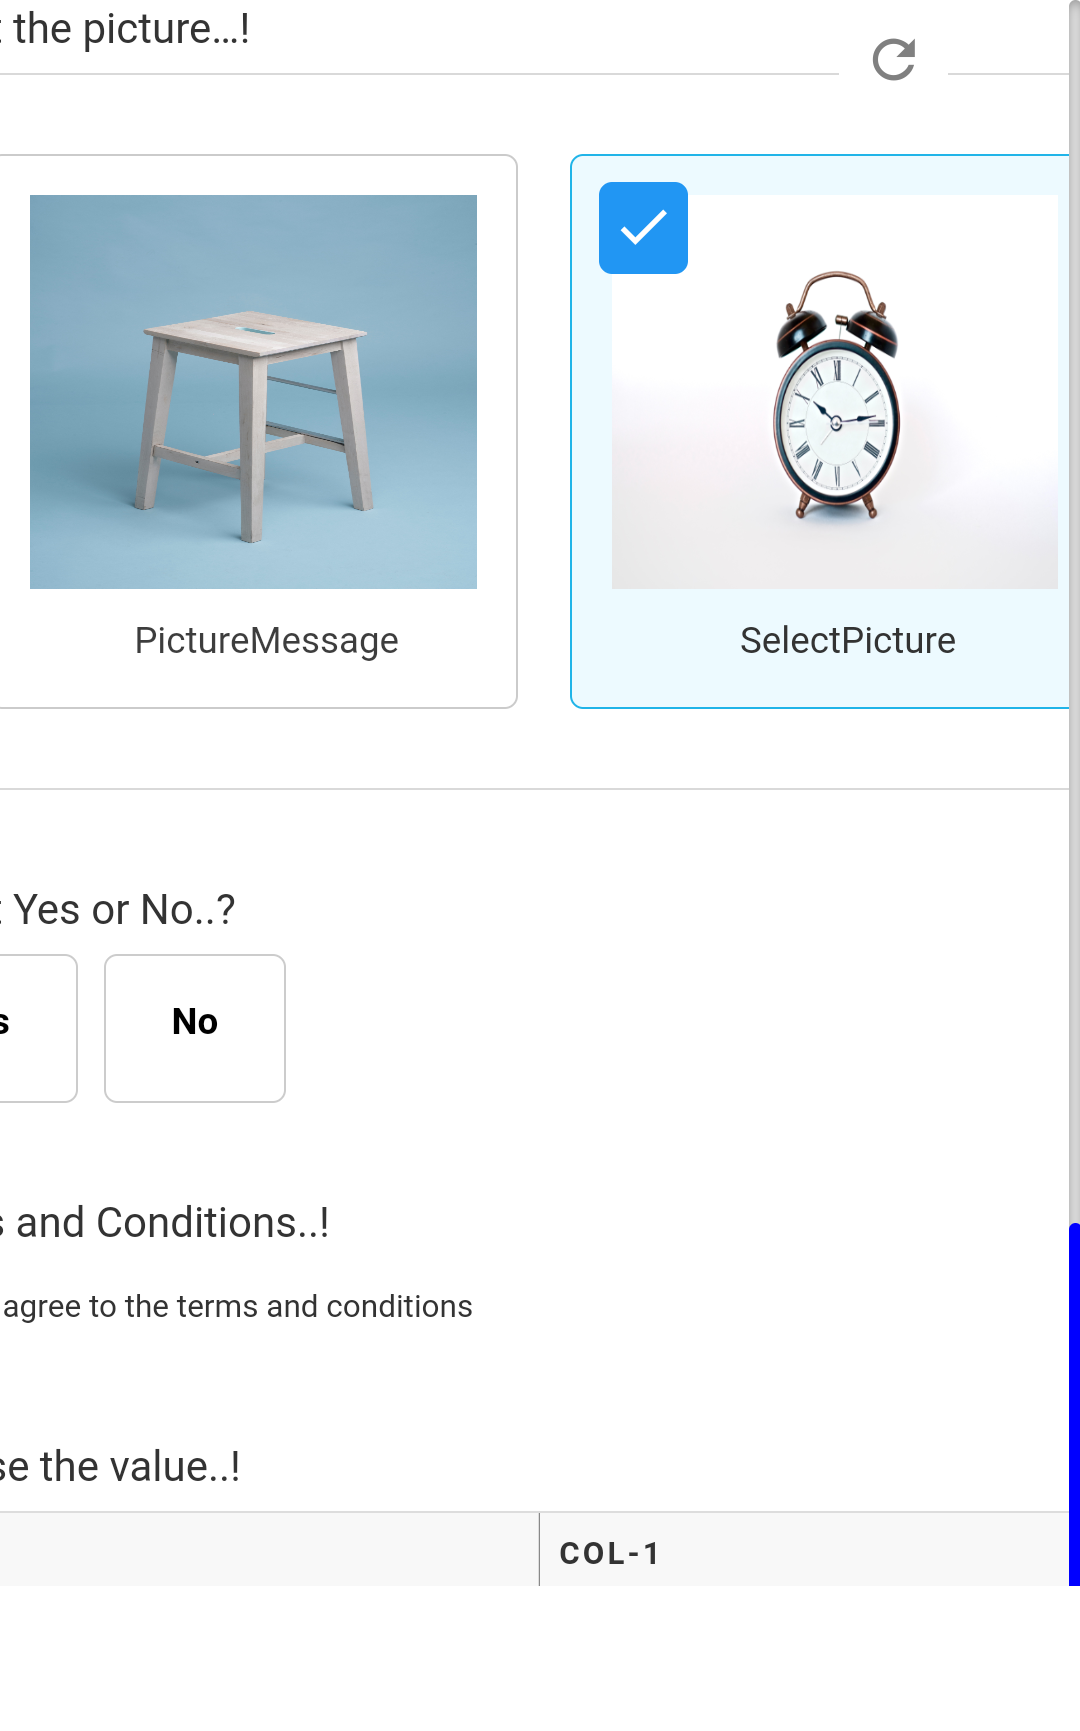 the picture...!
PictureMessage
SelectPicture
Yes or No..?
No
and Conditions..!
agree to the terms and conditions
the value..!
COL-1